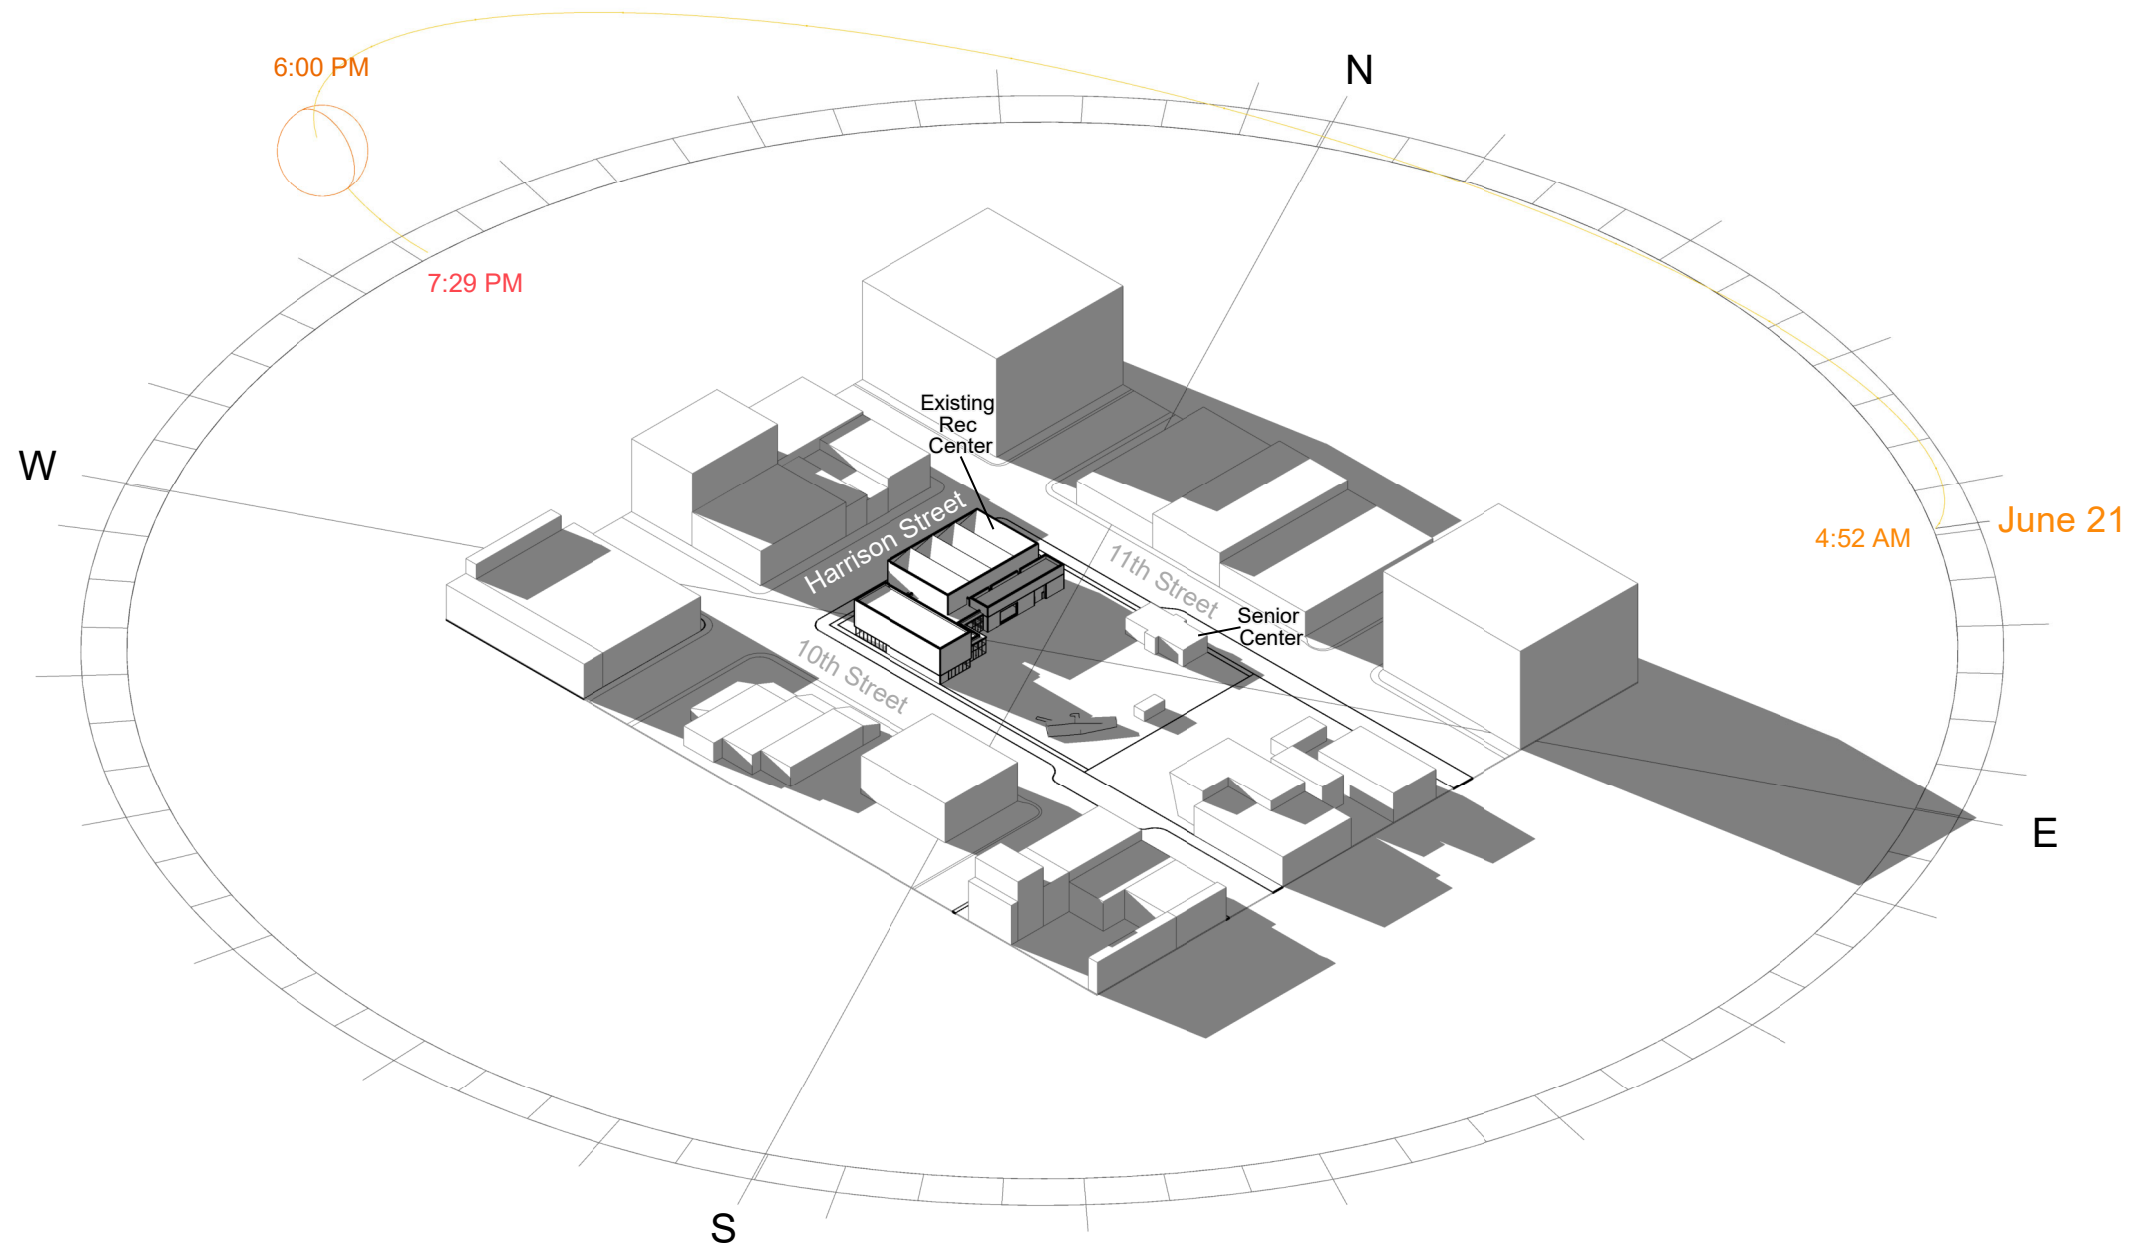 6:00 PM
N
7:29 PM
Existing
Rec
Center
W
Harrison Street
June 21
4:52 AM
11th Street
Senior
Center
10th Street
E
S